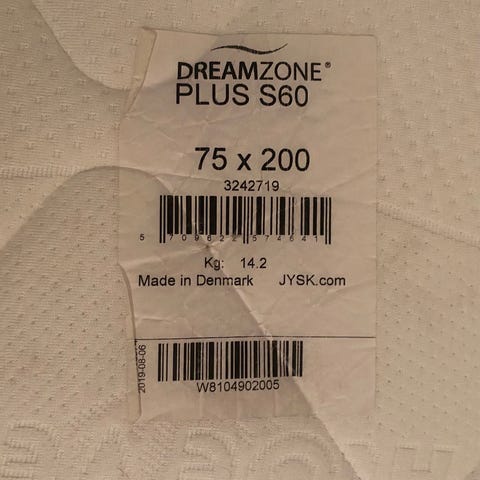 DREAMZONE®
PLUS S60
75 x 200
3242719
5 709622 574641
Kg: 14.2
Made in Denmark JYSK.com
2019-08-06
W8104902005